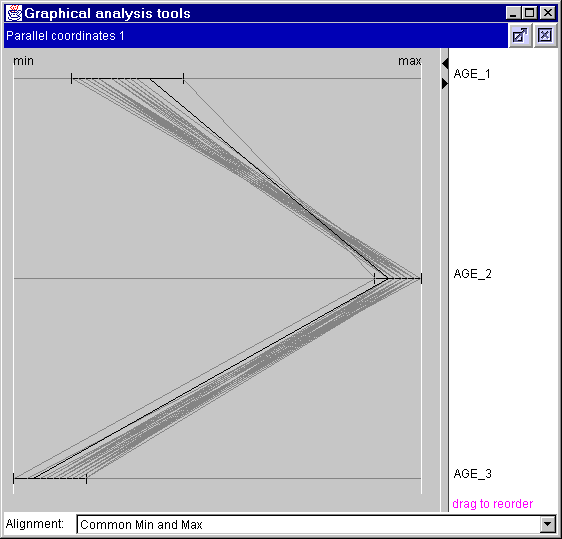 Graphical analysis tools
Parallel coordinates 1
min max
AGE_1
AGE_2
AGE_3
drag to reorder
Alignment: Common Min and Max